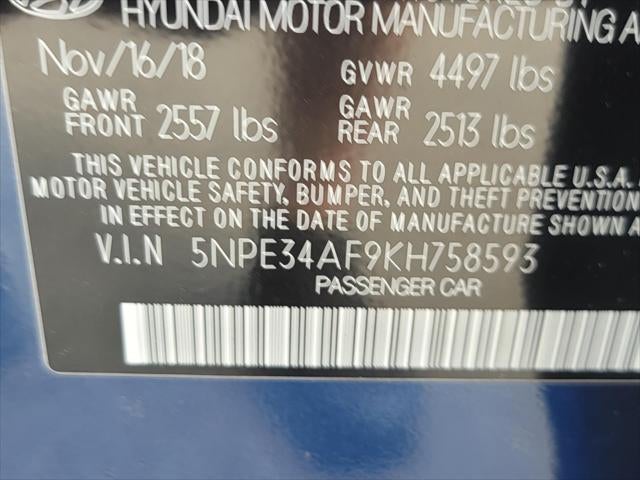 HYUNDAI MOTOR MANUFACTURING A
Nov/16/18 GVWR 4497 lbs
GAWR FRONT 2557 lbs GAWR REAR 2513 lbs
THIS VEHICLE CONFORMS TO ALL APPLICABLE U.S.A.
MOTOR VEHICLE SAFETY, BUMPER, AND THEFT PREVENTION
IN EFFECT ON THE DATE OF MANUFACTURE SHOWN A
V.I.N 5NPE34AF9KH758593
PASSENGER CAR